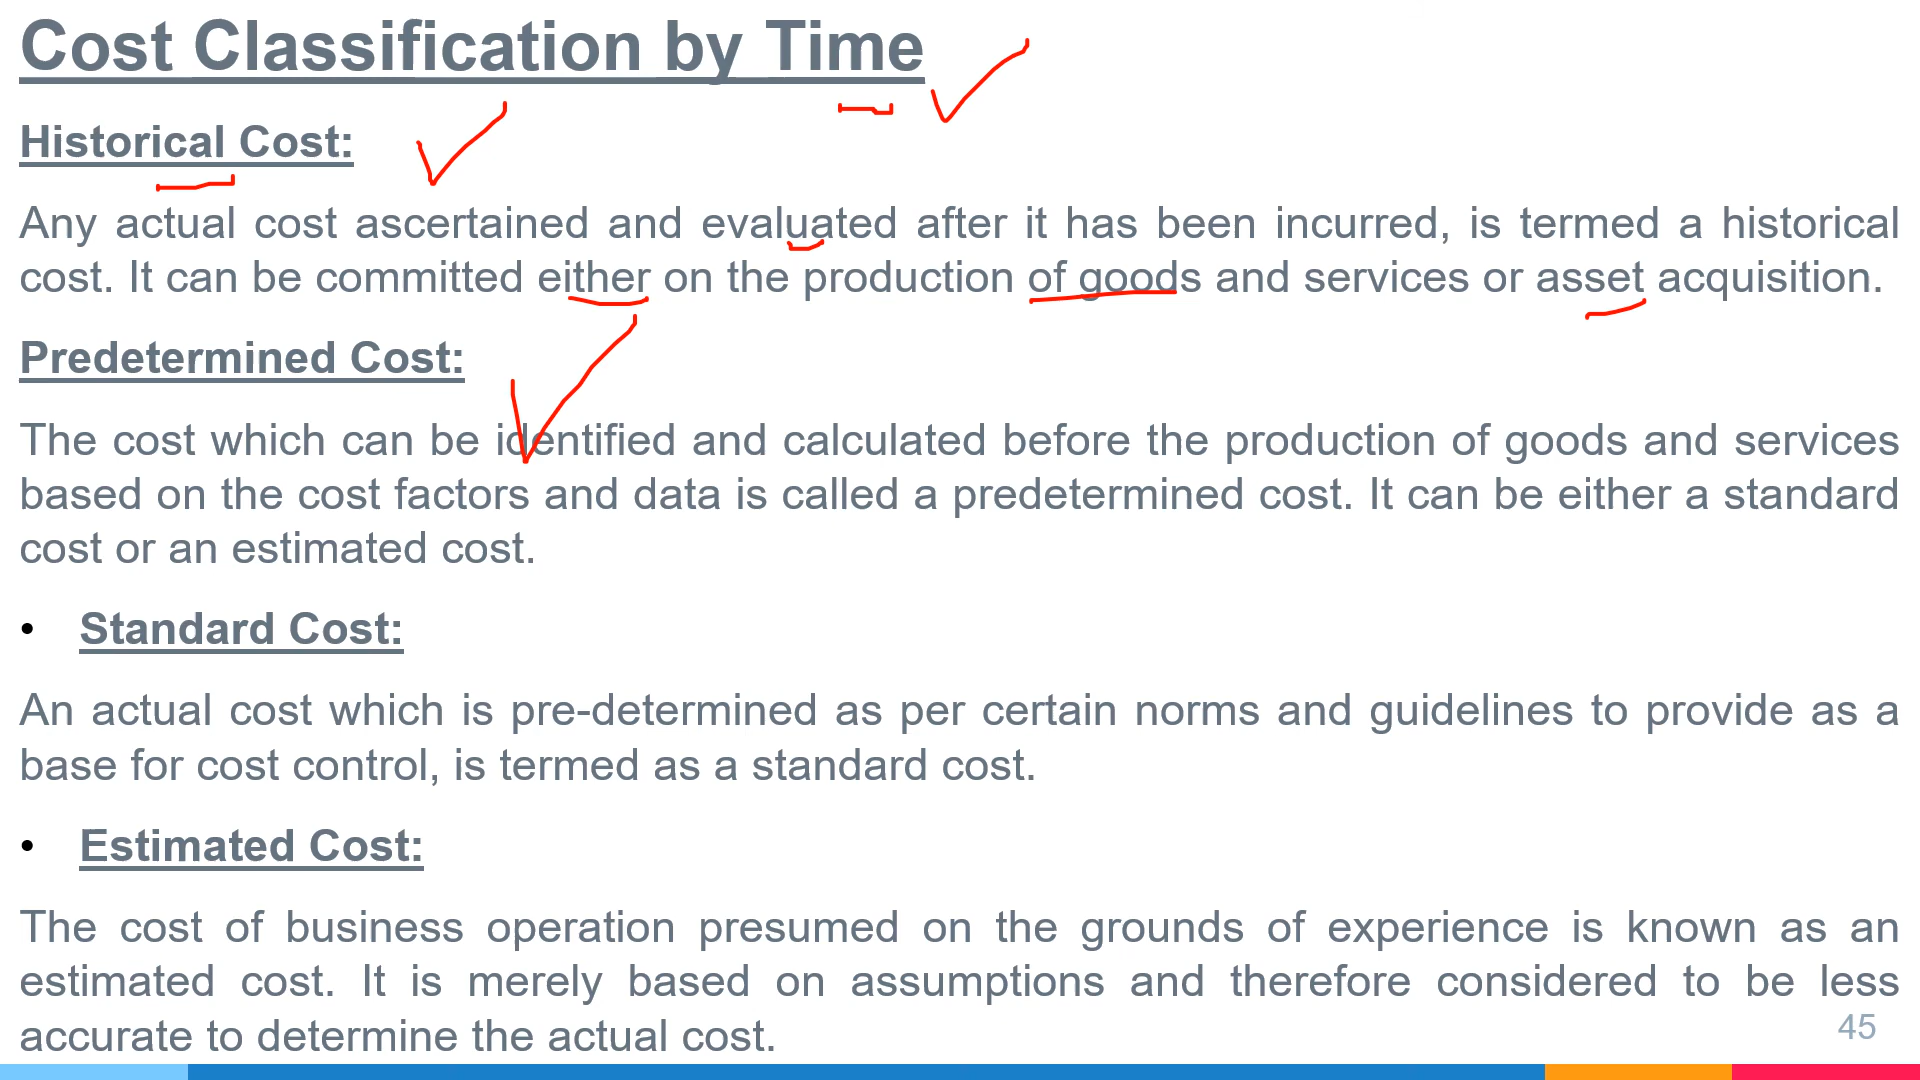 Cost Classification by Time
Historical Cost:
Any actual cost ascertained and evaluated after it has been incurred, is termed a historical
cost. It can be committed either on the production of goods and services or asset acquisition.
Predetermined Cost:
The cost which can be identified and calculated before the production of goods and services
based on the cost factors and data is called a predetermined cost. It can be either a standard
cost or an estimated cost.
• Standard Cost:
An actual cost which is pre-determined as per certain norms and guidelines to provide as a
base for cost control, is termed as a standard cost.
• Estimated Cost:
The cost of business operation presumed on the grounds of experience is known as an
estimated cost. It is merely based on assumptions and therefore considered to be less
accurate to determine the actual cost.
45